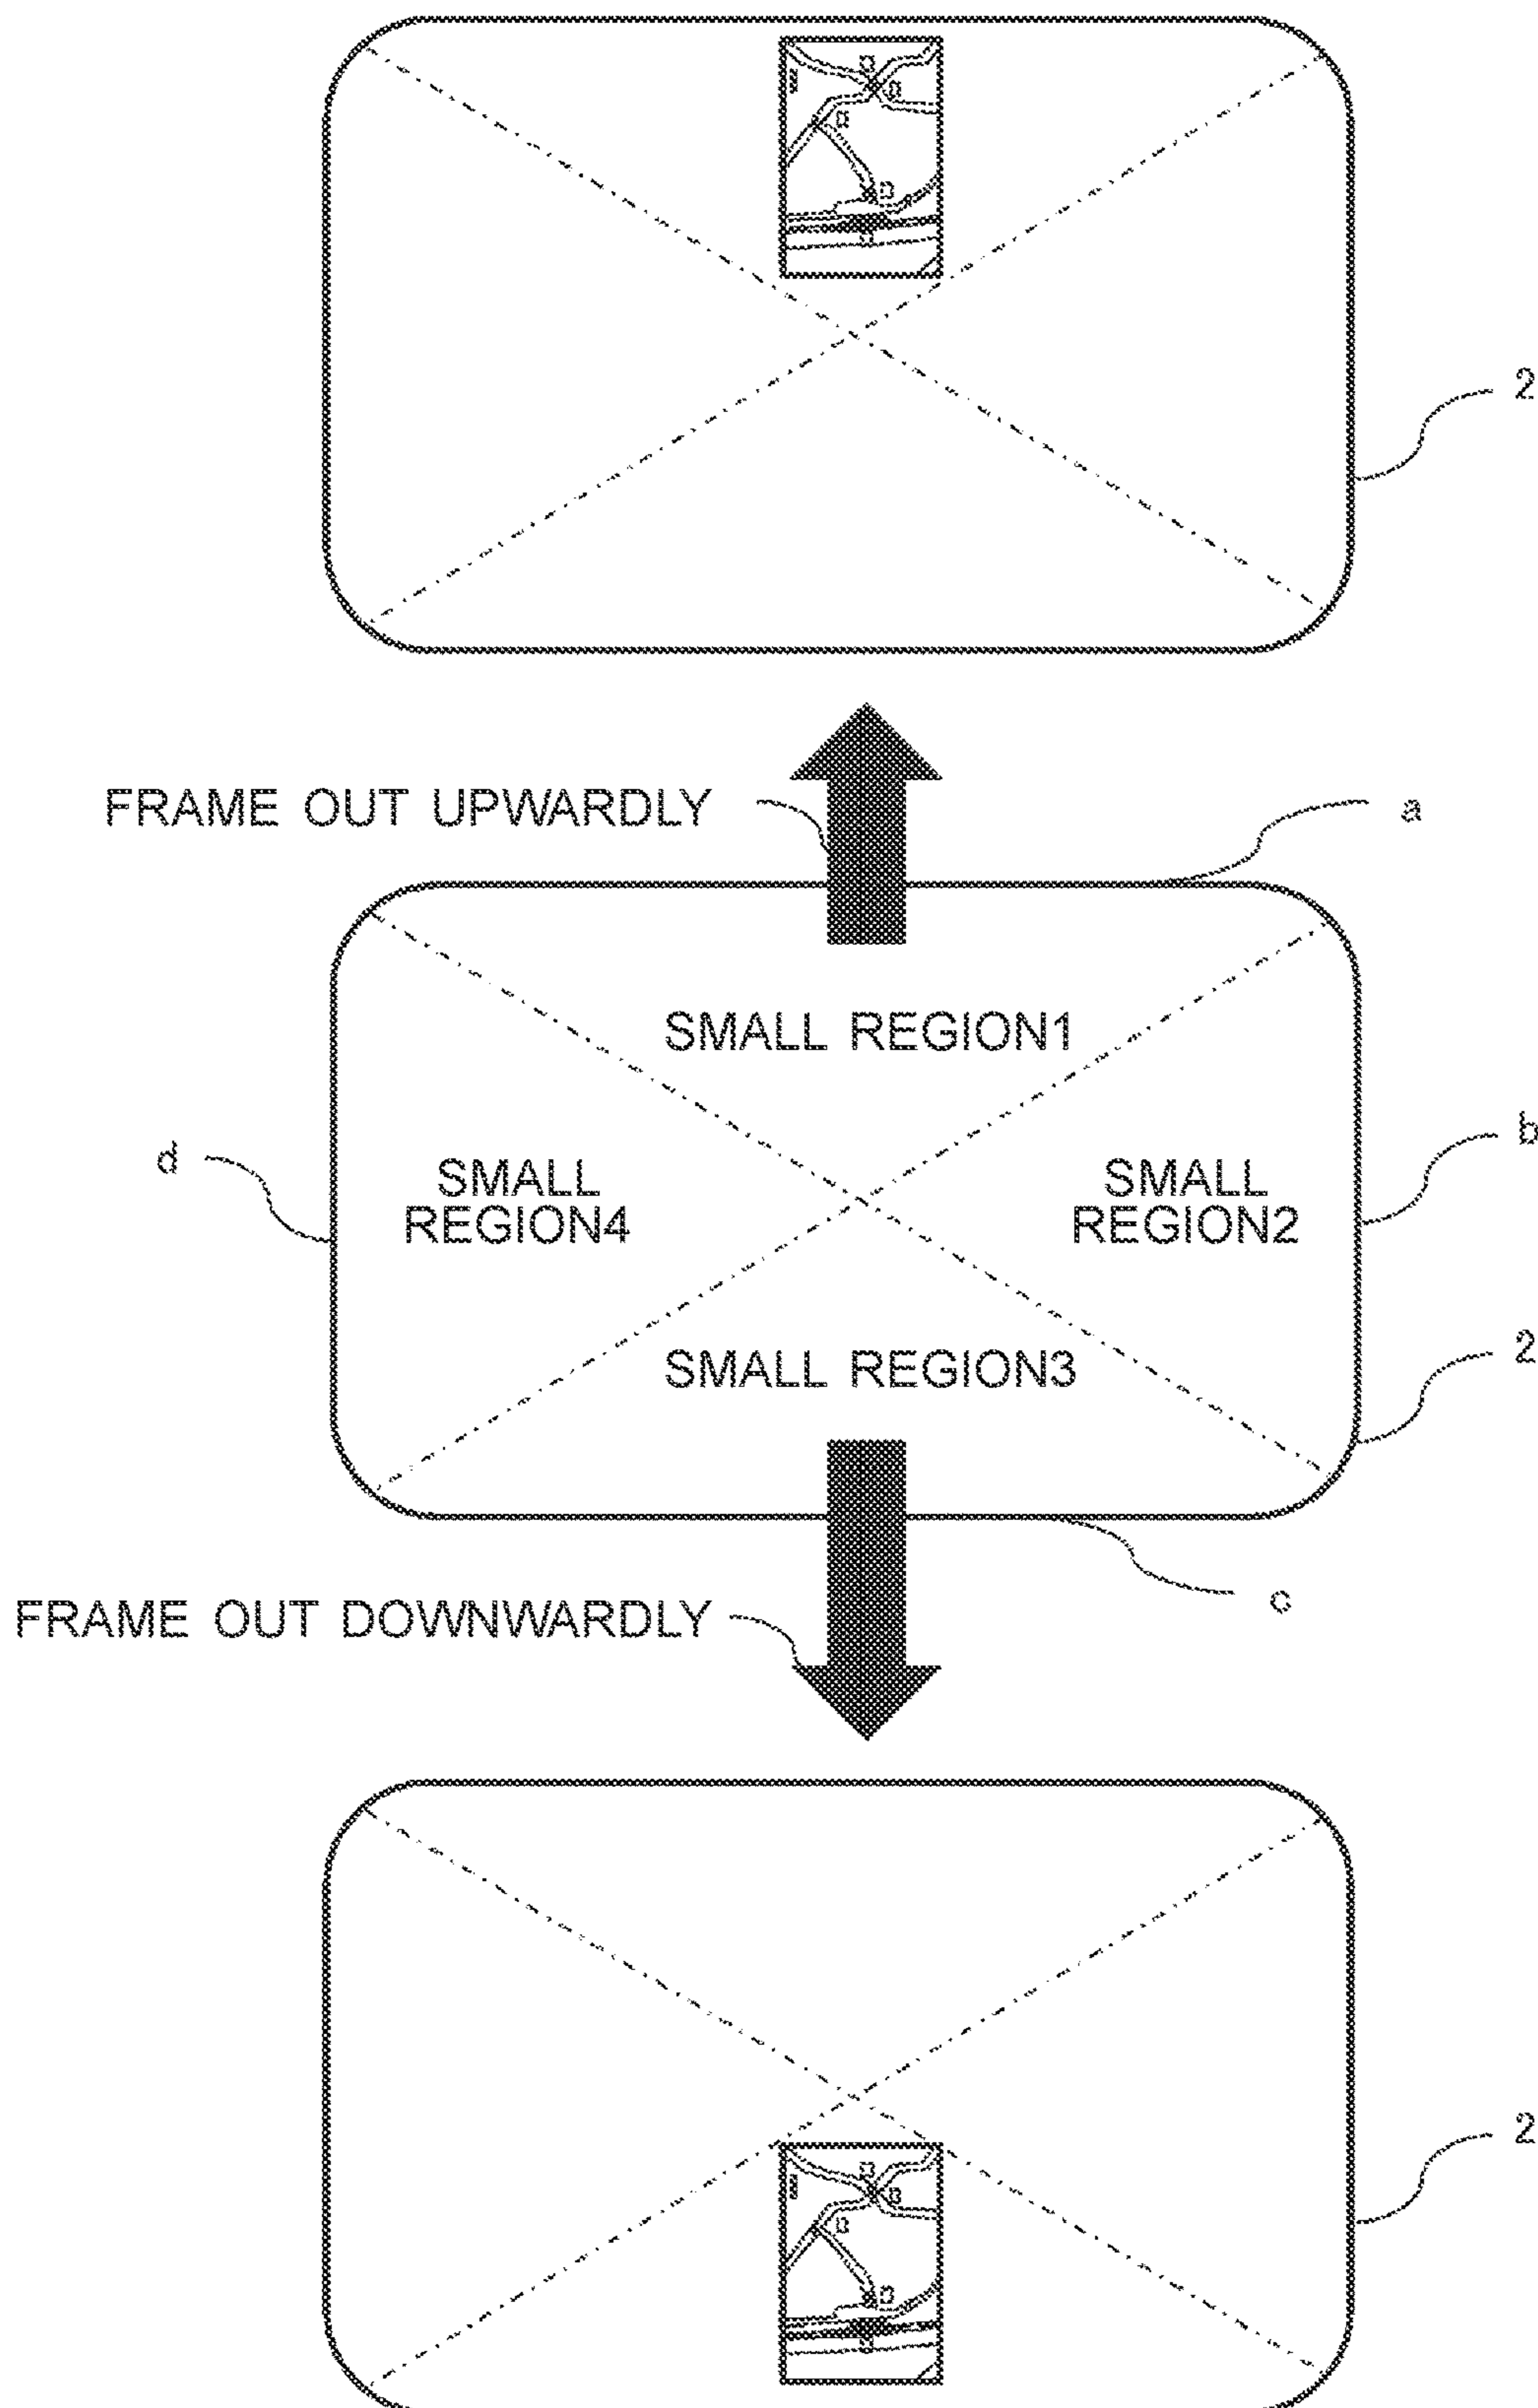 2
FRAME OUT UPWARDLY
a
SMALL REGION1
b
d
SMALL
REGION4
SMALL
REGION2
2
SMALL REGION3
c
FRAME OUT DOWNWARDLY
2